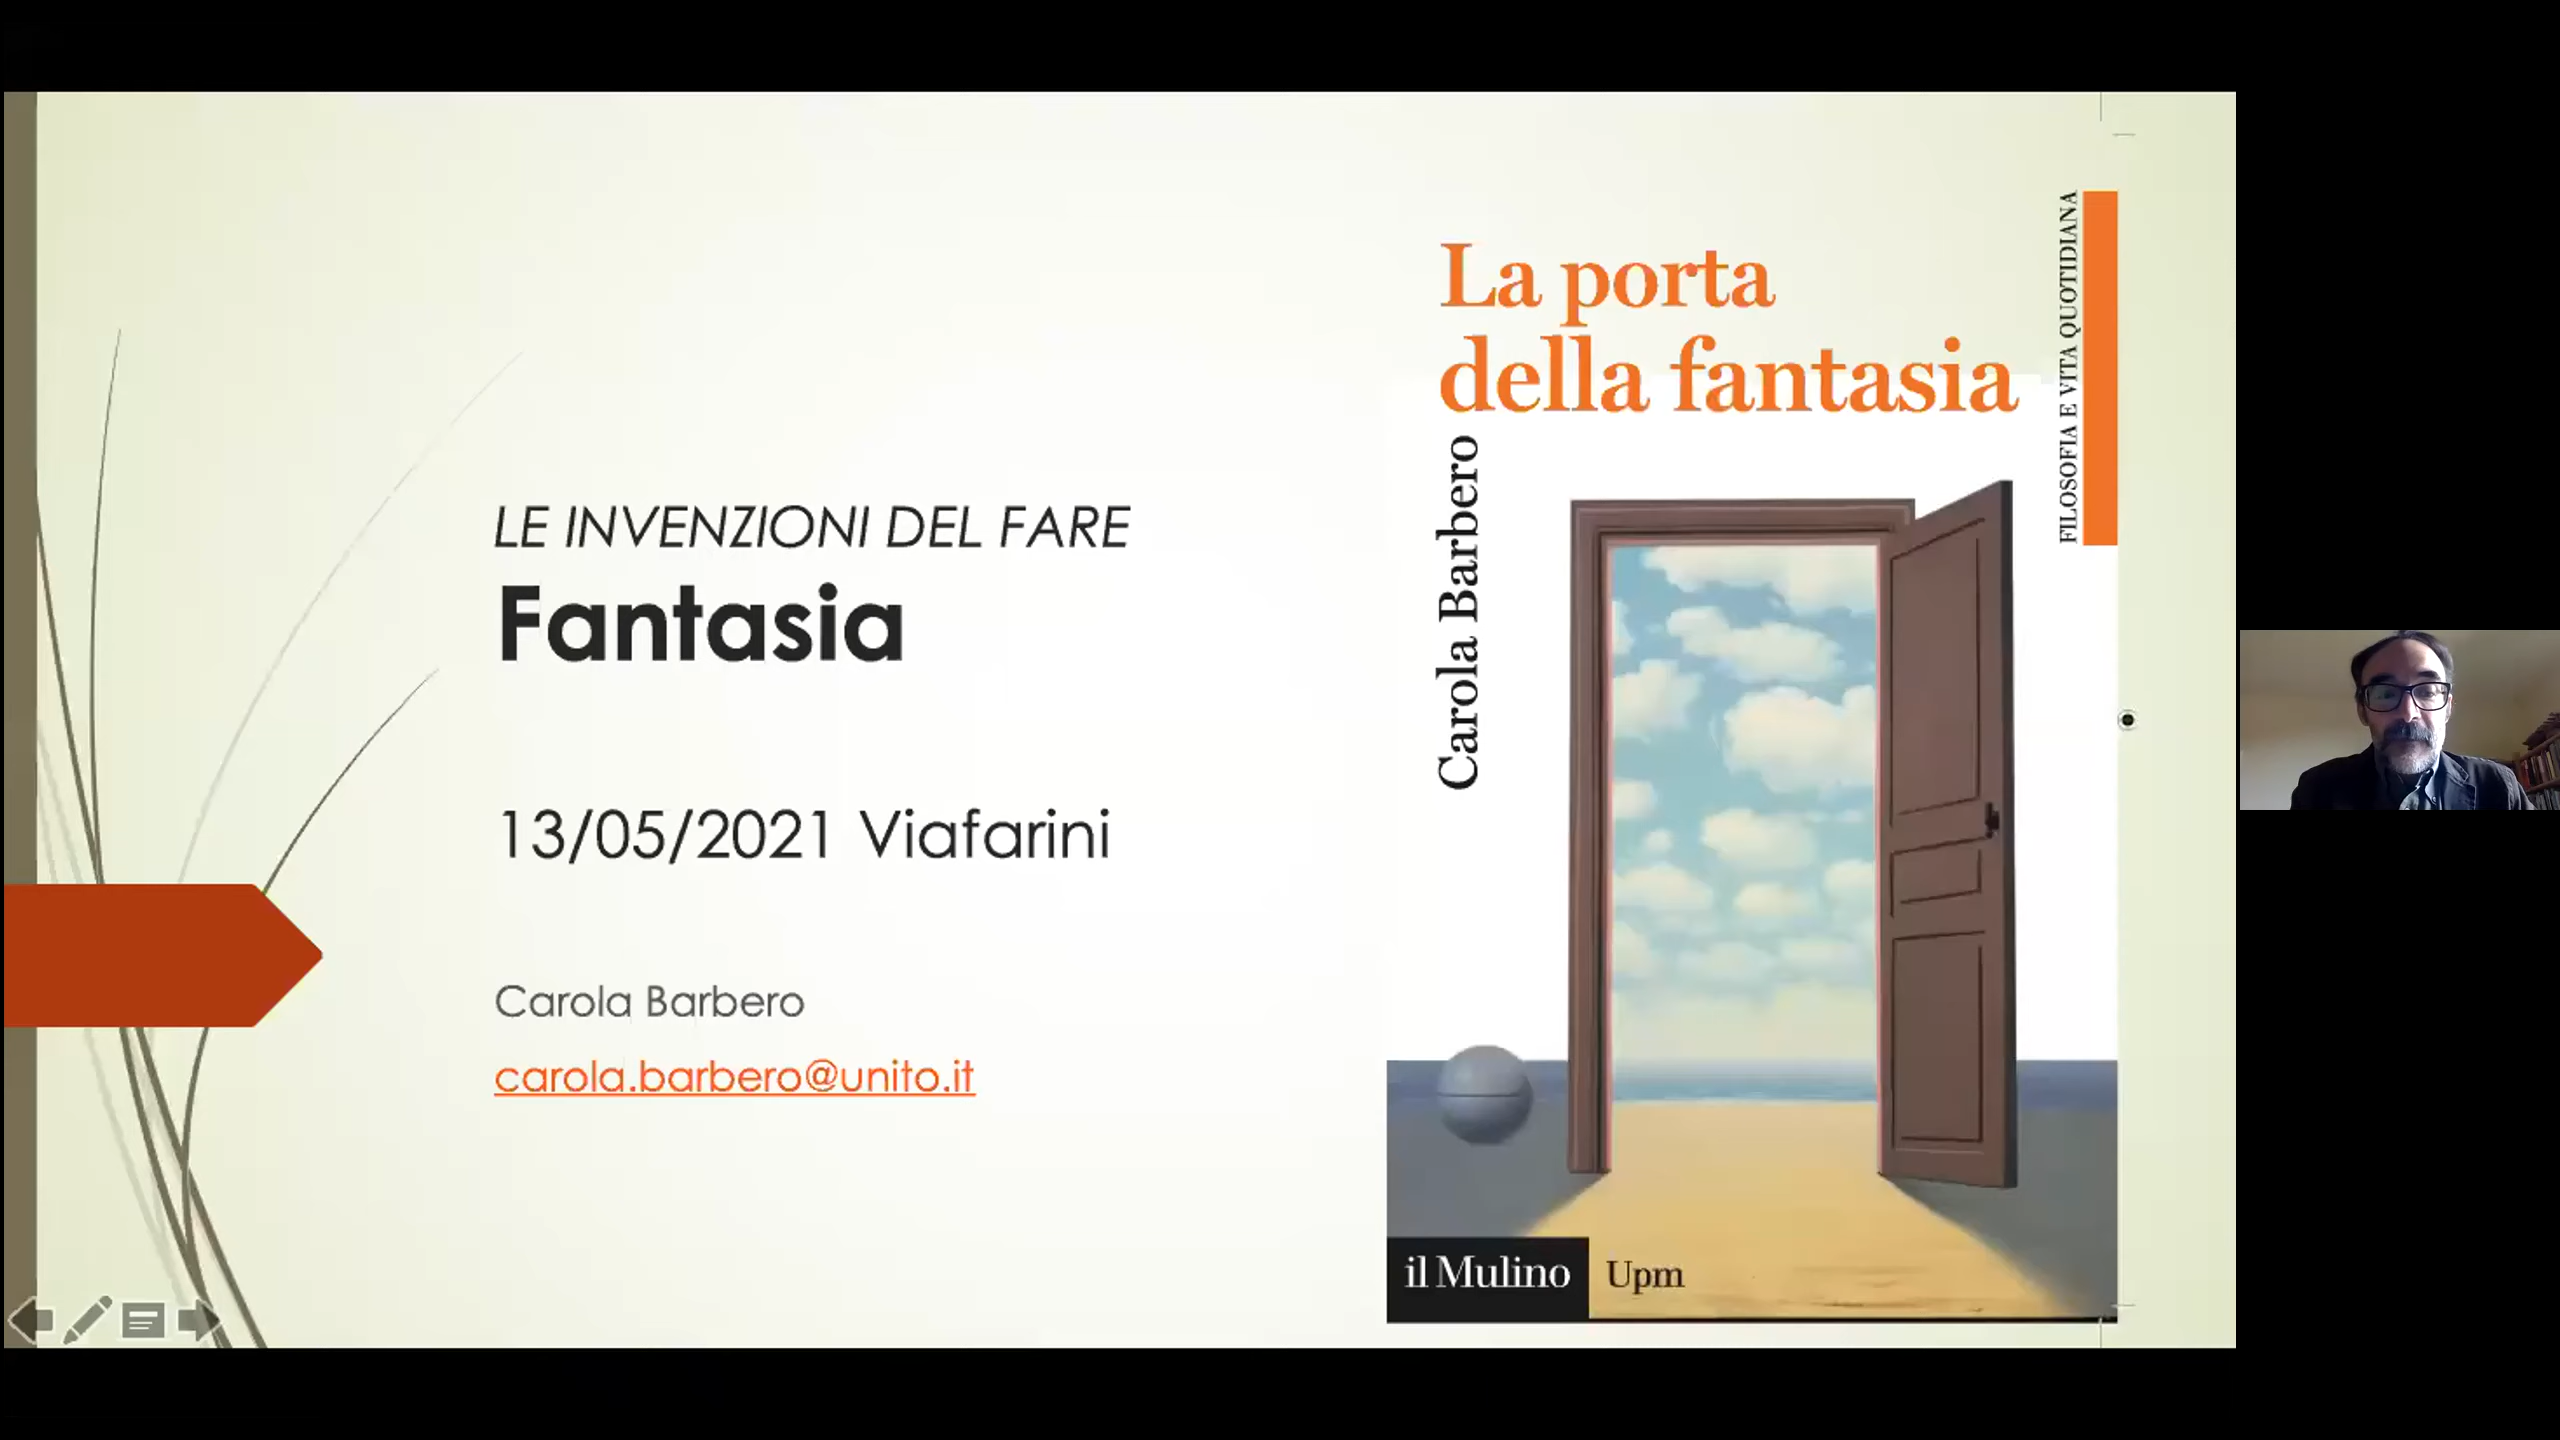 LE INVENZIONI DEL FARE
Fantasia
13/05/2021 Viafarini
Carola Barbero
carola.barbero@unito.it
La porta
della fantasia
Carola Barbero
FILOSOFIA E VITA QUOTIDIANA
il Mulino
Upm